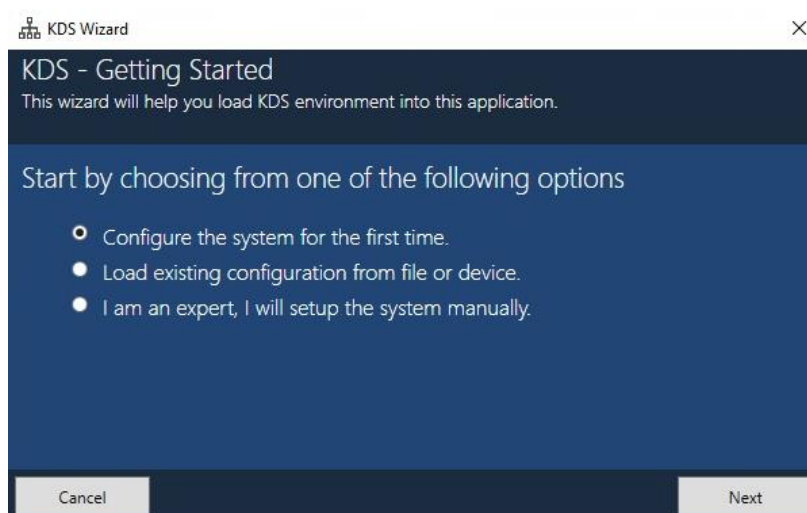 KDS Wizard
KDS - Getting Started
This wizard will help you load KDS environment into this application.
Start by choosing from one of the following options
Configure the system for the first time.
Load existing configuration from file or device.
I am an expert, I will setup the system manually.
Cancel
Next